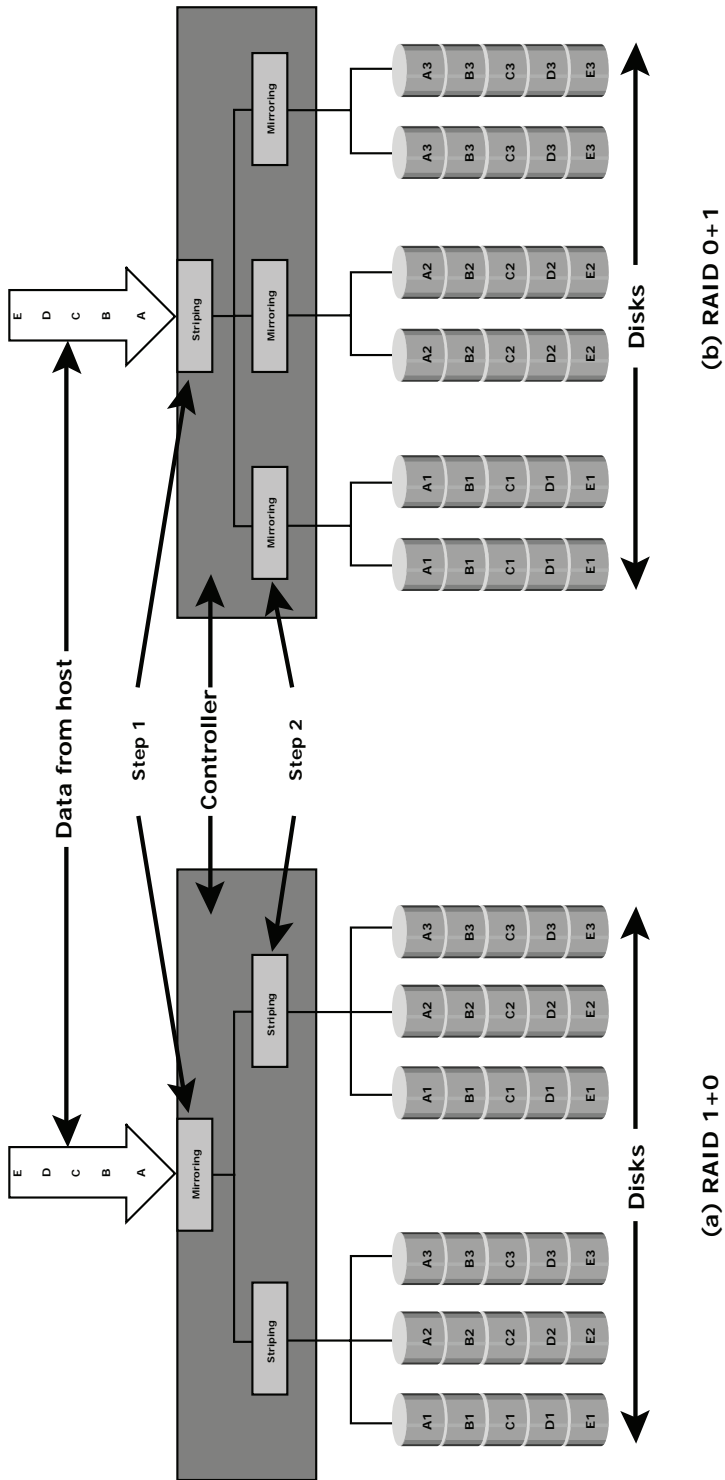 E
D
C
B
A
Data from host
E
D
C
B
A
Step 1
Mirroring
Striping
Controller
Striping
Striping
Step 2
Mirroring
Mirroring
Mirroring
A1 A2 A3 A1 A2 A3 A1 A1 A2 A2 A3 A3
B1 B2 B3 B1 B2 B3 B1 B1 B2 B2 B3 B3
C1 C2 C3 C1 C2 C3 C1 C1 C2 C2 C3 C3
D1 D2 D3 D1 D2 D3 D1 D1 D2 D2 D3 D3
E1 E2 E3 E1 E2 E3 E1 E1 E2 E2 E3 E3
Disks
Disks
(a) RAID 1+0
(b) RAID 0+1